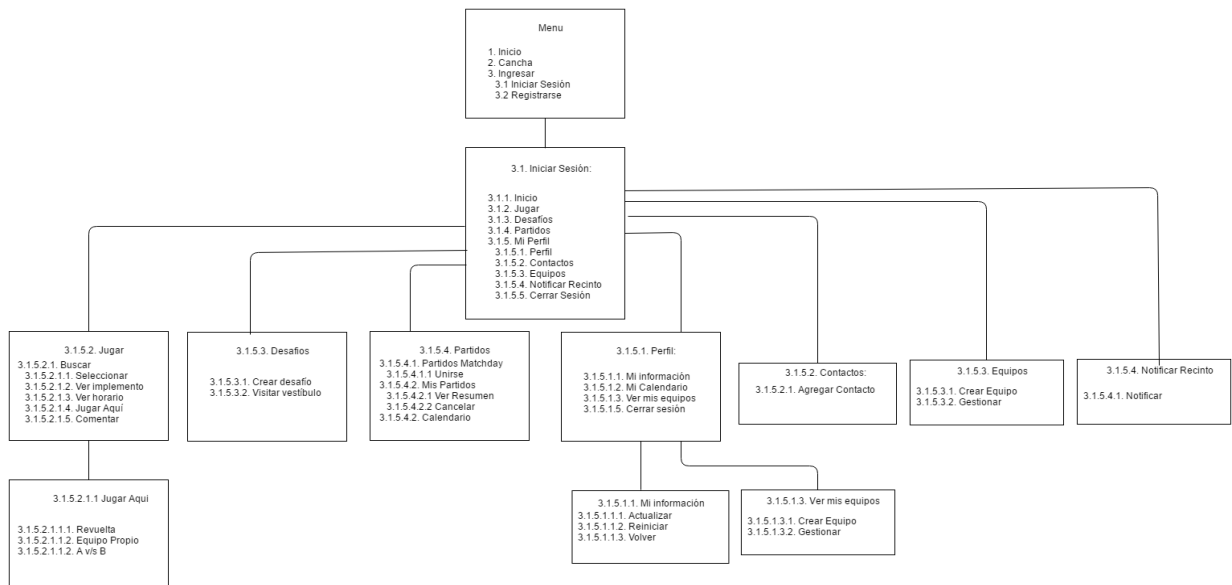 Menu
1. Inicio
2. Cancha
3. Ingresar
3.1 Iniciar Sesión
3.2 Registrarse
3.1. Iniciar Sesión:
3.1.1. Inicio
3.1.2. Jugar
3.1.3. Desafíos
3.1.4. Partidos
3.1.5. Mi Perfil
3.1.5.1. Perfil
3.1.5.2. Contactos
3.1.5.3. Equipos
3.1.5.4. Notificar Recinto
3.1.5.5. Cerrar Sesión
3.1.5.2. Jugar
3.1.5.2.1. Buscar
3.1.5.2.1.1. Seleccionar
3.1.5.2.1.2. Ver implemento
3.1.5.2.1.3. Ver horario
3.1.5.2.1.4. Jugar Aquí
3.1.5.2.1.5. Comentar
3.1.5.3. Desafios
3.1.5.3.1. Crear desafío
3.1.5.3.2. Visitar vestíbulo
3.1.5.4. Partidos
3.1.5.4.1. Partidos Matchday
3.1.5.4.1.1 Unirse
3.1.5.4.2. Mis Partidos
3.1.5.4.2.1 Ver Resumen
3.1.5.4.2.2 Cancelar
3.1.5.4.2. Calendario
3.1.5.1. Perfil:
3.1.5.1.1. Mi información
3.1.5.1.2. Mi Calendario
3.1.5.1.3. Ver mis equipos
3.1.5.1.5. Cerrar sesión
3.1.5.2. Contactos:
3.1.5.2.1. Agregar Contacto
3.1.5.3. Equipos
3.1.5.3.1. Crear Equipo
3.1.5.3.2. Gestionar
3.1.5.4. Notificar Recinto
3.1.5.4.1. Notificar
3.1.5.2.1.1 Jugar Aqui
3.1.5.2.1.1.1. Revuelta
3.1.5.2.1.1.2. Equipo Propio
3.1.5.2.1.1.2. A v/s B
3.1.5.1.1. Mi información
3.1.5.1.1.1. Actualizar
3.1.5.1.1.2. Reiniciar
3.1.5.1.1.3. Volver
3.1.5.1.3. Ver mis equipos
3.1.5.1.3.1. Crear Equipo
3.1.5.1.3.2. Gestionar